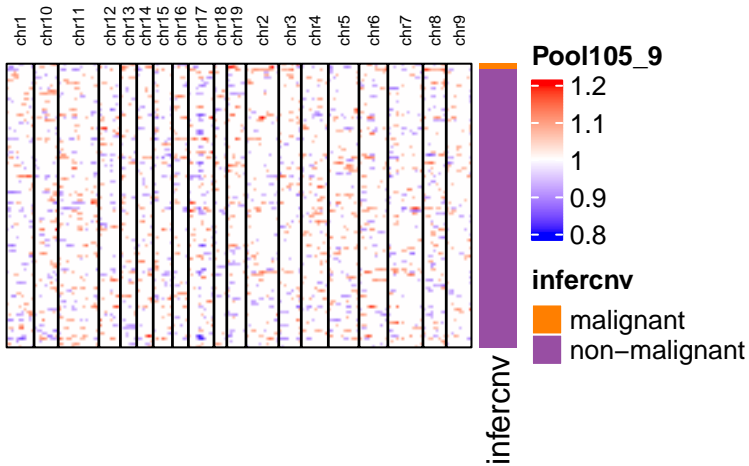 chr1
chr10
chr11
chr12
chr13
chr14
chr15
chr16
chr17
chr18
chr19
chr2
chr3
chr4
chr5
chr6
chr7
chr8
chr9
Pool105_9
1.2
1.1
1
0.9
0.8
infercnv
malignant
non−malignant
infercnv